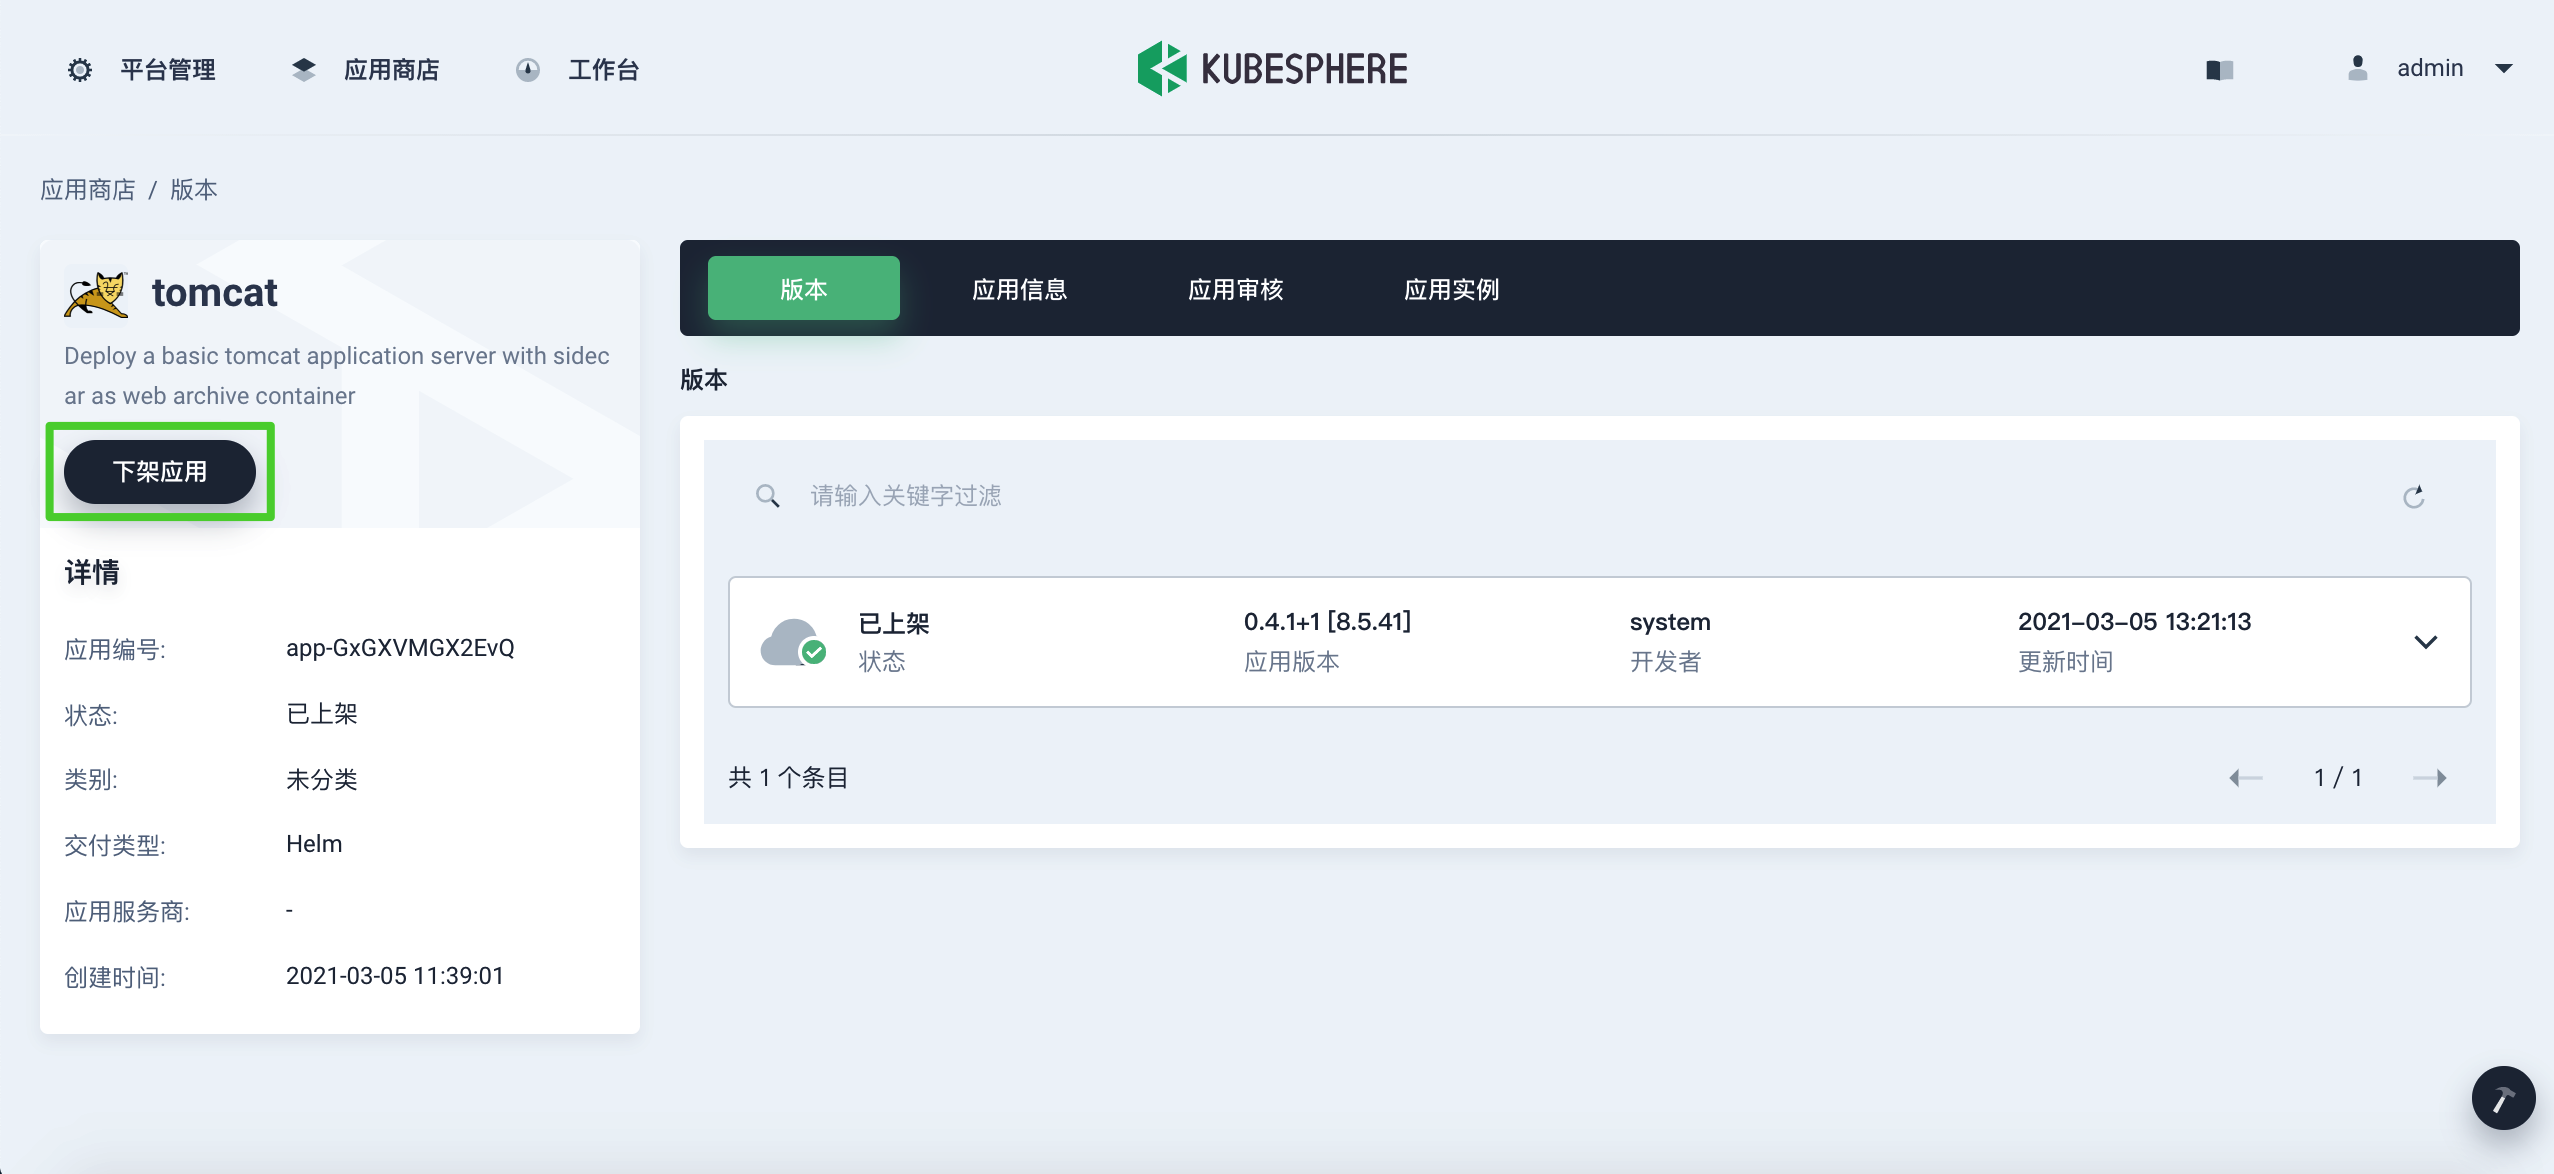 平台管理
应用商店
工作台
KUBESPHERE
admin
应用商店 / 版本
tomcat
Deploy a basic tomcat application server with sidec
ar as web archive container
下架应用
详情
应用编号: app-GxGXVMGX2EvQ
状态: 已上架
类别: 未分类
交付类型: Helm
应用服务商: -
创建时间: 2021-03-05 11:39:01
版本 应用信息 应用审核 应用实例
版本
请输入关键字过滤
已上架 0.4.1+1 [8.5.41] system 2021-03-05 13:21:13
状态 应用版本 开发者 更新时间
共 1 个条目 1 / 1